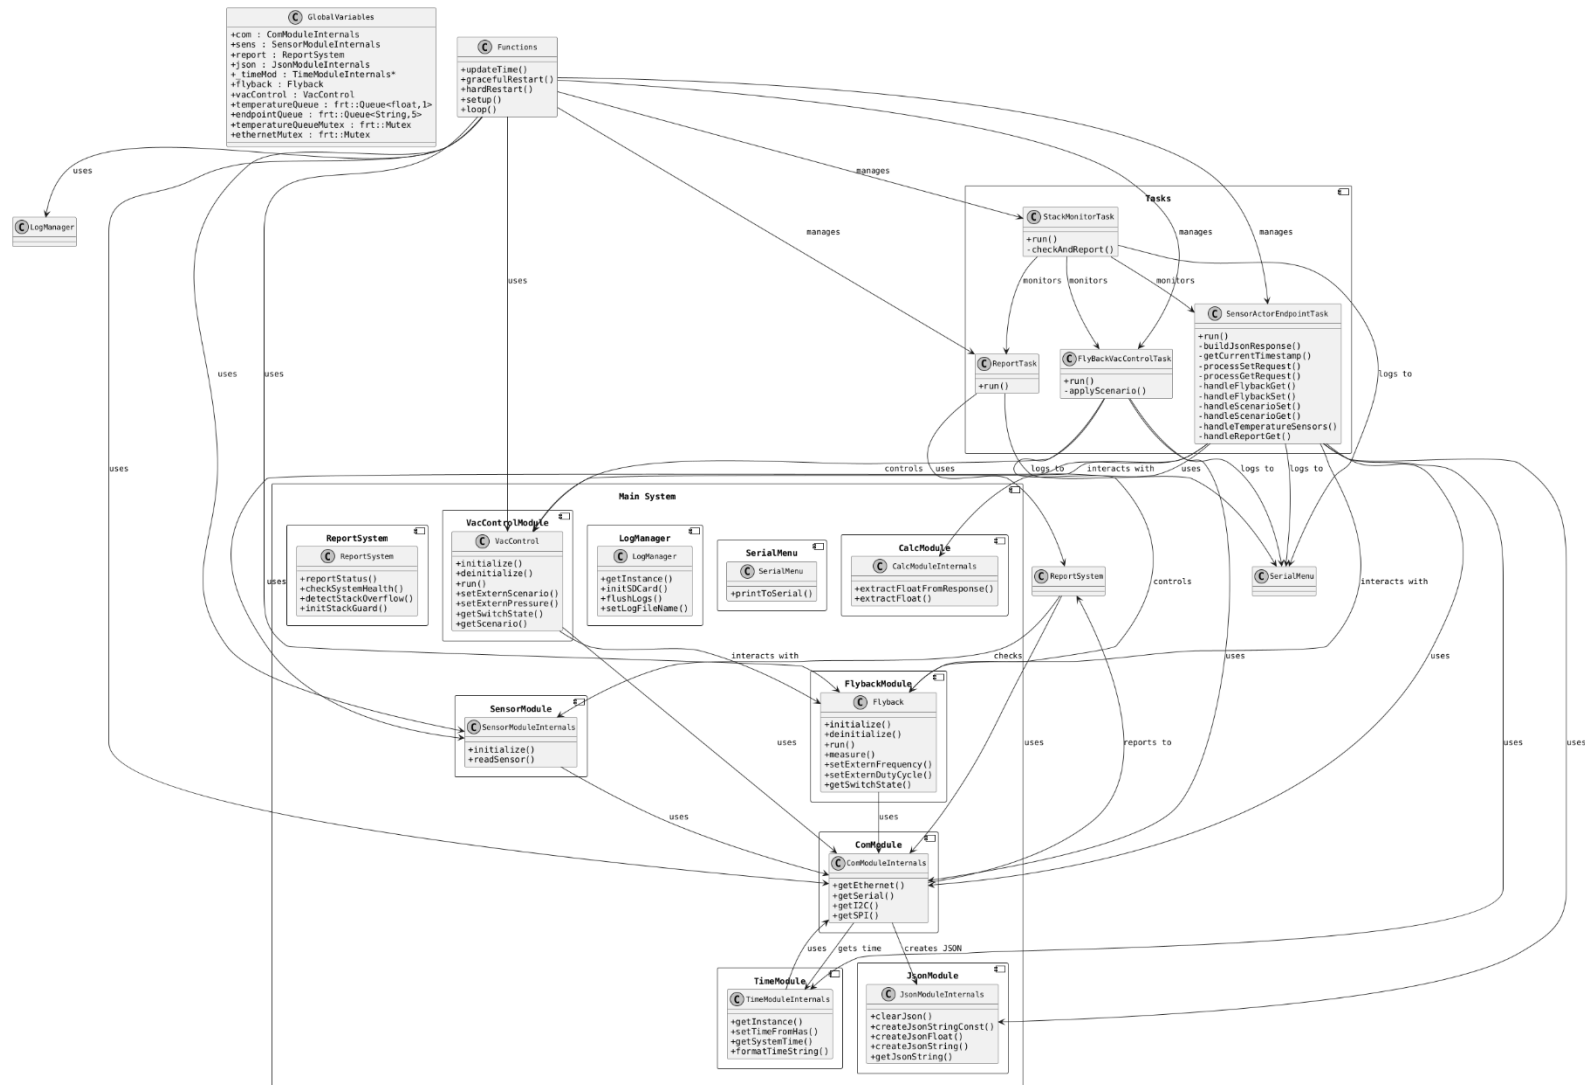 GlobalVariables
+com : ComModuleInternals
+sens : SensorModuleInternals
+report : ReportSystem
+json : JsonModuleInternals
+_timeMod : TimeModuleInternals*
+flyback : Flyback
+vacControl : VacControl
+temperatureQueue : frt::Queue<float,1>
+endpointQueue : frt::Queue<String,5>
+temperatureQueueMutex : frt::Mutex
+ethernetMutex : frt::Mutex
C
Functions
+updateTime()
+gracefulRestart()
+hardRestart()
+setup()
+loop()
C
uses
manages
Tasks
LogManager
C
StackMonitorTask
+run()
-checkAndReport()
C
manages
manages
manages
uses
monitors
monitors
monitors
SensorActorEndpointTask
+run()
-buildJsonResponse()
-getCurrentTimestamp()
-processSetRequest()
-processGetRequest()
-handleFlybackGet()
-handleFlybackSet()
-handleScenarioSet()
-handleScenarioGet()
-handleTemperatureSensors()
-handleReportGet()
C
ReportTask
+run()
C
FlyBackVacControlTask
+run()
-applyScenario()
C
logs to
uses
uses
uses
controls
uses
logs to
interacts with
uses
logs to
logs to
Main System
ReportSystem
ReportSystem
+reportStatus()
+checkSystemHealth()
+detectStackOverflow()
+initStackGuard()
C
VacControlModule
VacControl
+initialize()
+deinitialize()
+run()
+setExternScenario()
+setExternPressure()
+getSwitchState()
+getScenario()
C
LogManager
LogManager
+getInstance()
+initSDCard()
+flushLogs()
+setLogFileName()
C
SerialMenu
SerialMenu
+printToSerial()
C
CalcModule
CalcModuleInternals
+extractFloatFromResponse()
+extractFloat()
C
ReportSystem
C
SerialMenu
C
uses
controls
interacts with
interacts with
checks
uses
uses
SensorModule
SensorModuleInternals
+initialize()
+readSensor()
C
FlybackModule
Flyback
+initialize()
+deinitialize()
+run()
+measure()
+setExternFrequency()
+setExternDutyCycle()
+getSwitchState()
C
uses
uses
reports to
uses
uses
uses
uses
ComModule
ComModuleInternals
+getEthernet()
+getSerial()
+getI2C()
+getSPI()
C
uses
gets time
creates JSON
TimeModule
TimeModuleInternals
+getInstance()
+setTimeFromHas()
+getSystemTime()
+formatTimeString()
C
JsonModule
JsonModuleInternals
+clearJson()
+createJsonStringConst()
+createJsonFloat()
+createJsonString()
+getJsonString()
C